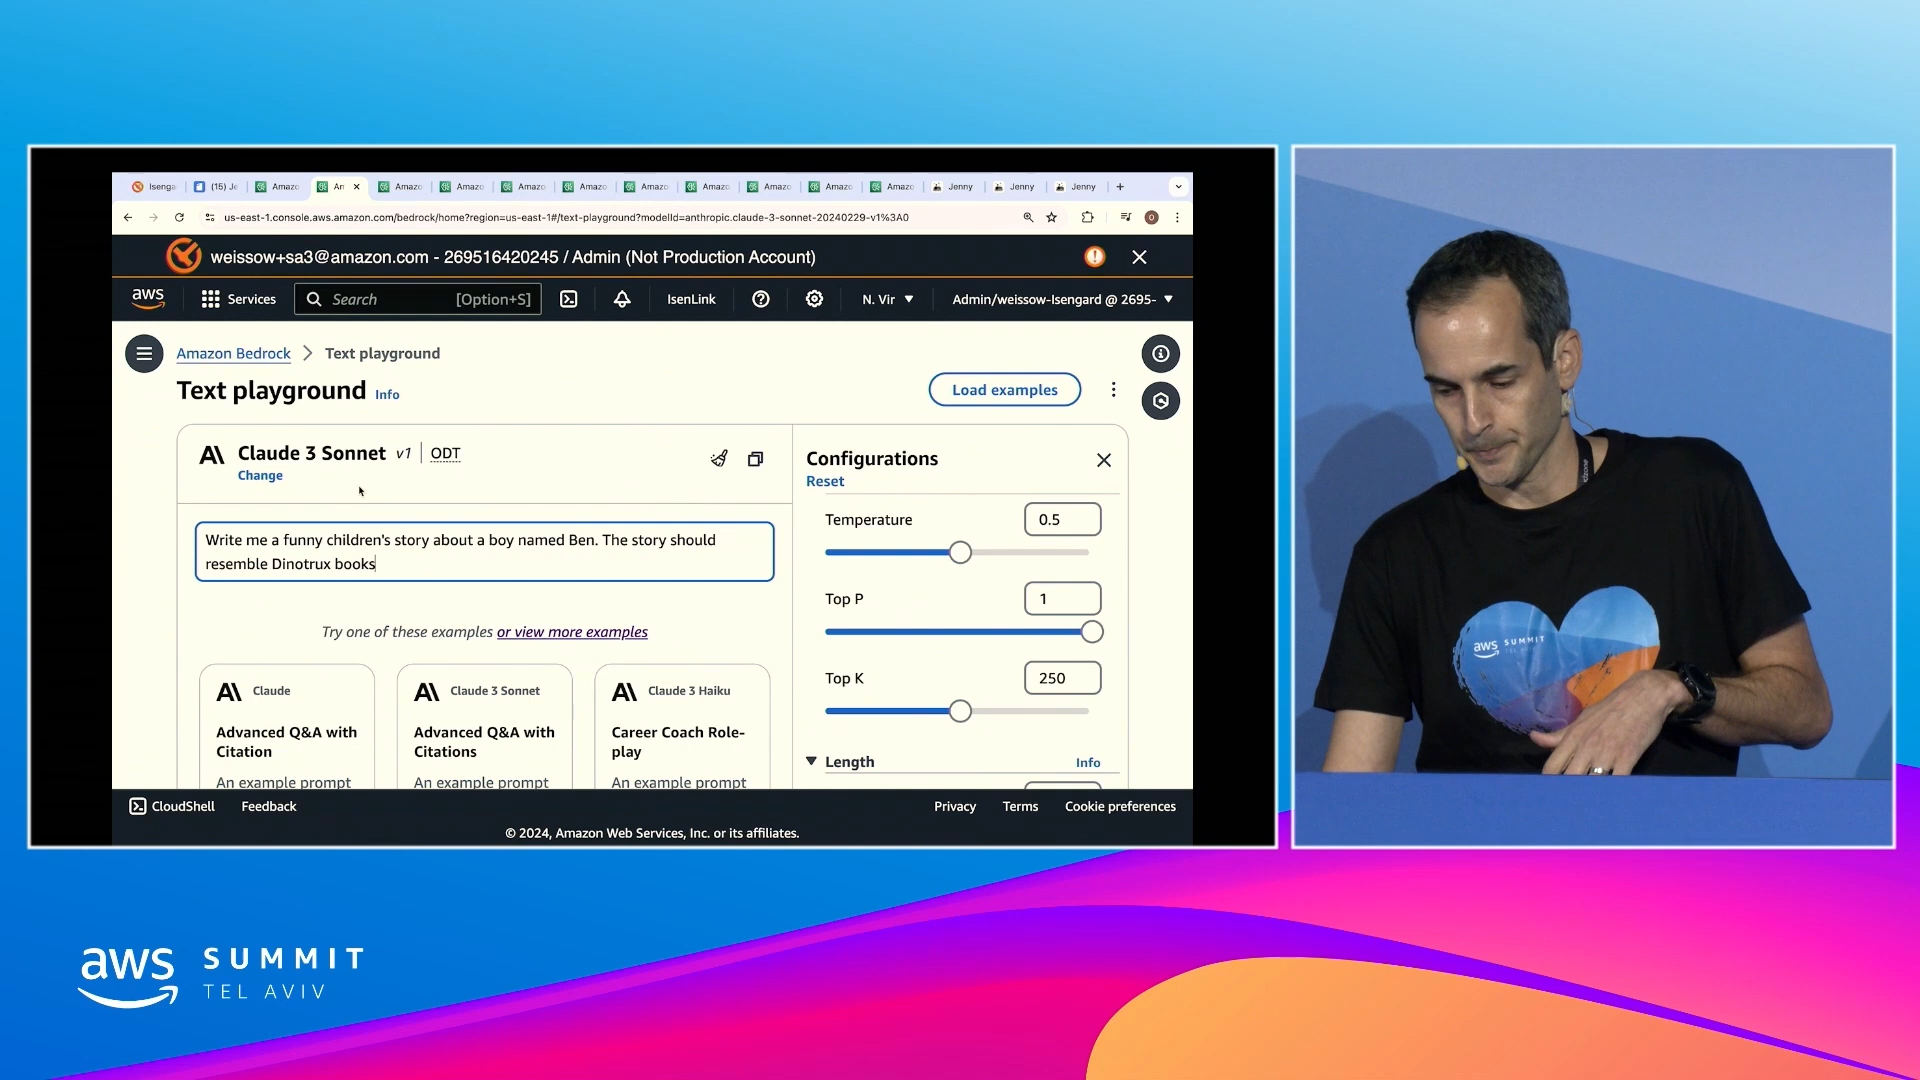 Isenga
(15) Je
Amazo
An
Amazo
Amazo
Amazo
Amazo
Amazo
Amazo
Amazo
Amazo
Amazo
Jenny
Jenny
Jenny
us-east-1.console.aws.amazon.com/bedrock/home?region=us-east-1#/text-playground?modelId=anthropic.claude-3-sonnet-20240229-v1%3A0
weissow+sa3@amazon.com - 269516420245 / Admin (Not Production Account)
aws
Services
Search
[Option+S]
IsenLink
N. Vir
Admin/weissow-Isengard @ 2695-
Amazon Bedrock > Text playground
Text playground Info
Load examples
A\ Claude 3 Sonnet v1 | ODT
Change
Configurations
Reset
Write me a funny children's story about a boy named Ben. The story should
resemble Dinotrux books
Temperature
0.5
Top P
1
Top K
250
Length
Info
Try one of these examples or view more examples
A\ Claude
Advanced Q&A with
Citation
An example prompt
A\ Claude 3 Sonnet
Advanced Q&A with
Citations
An example prompt
A\ Claude 3 Haiku
Career Coach Role-
play
An example prompt
CloudShell
Feedback
Privacy
Terms
Cookie preferences
© 2024, Amazon Web Services, Inc. or its affiliates.
aws SUMMIT
TEL AVIV
aws SUMMIT
TEL AVIV